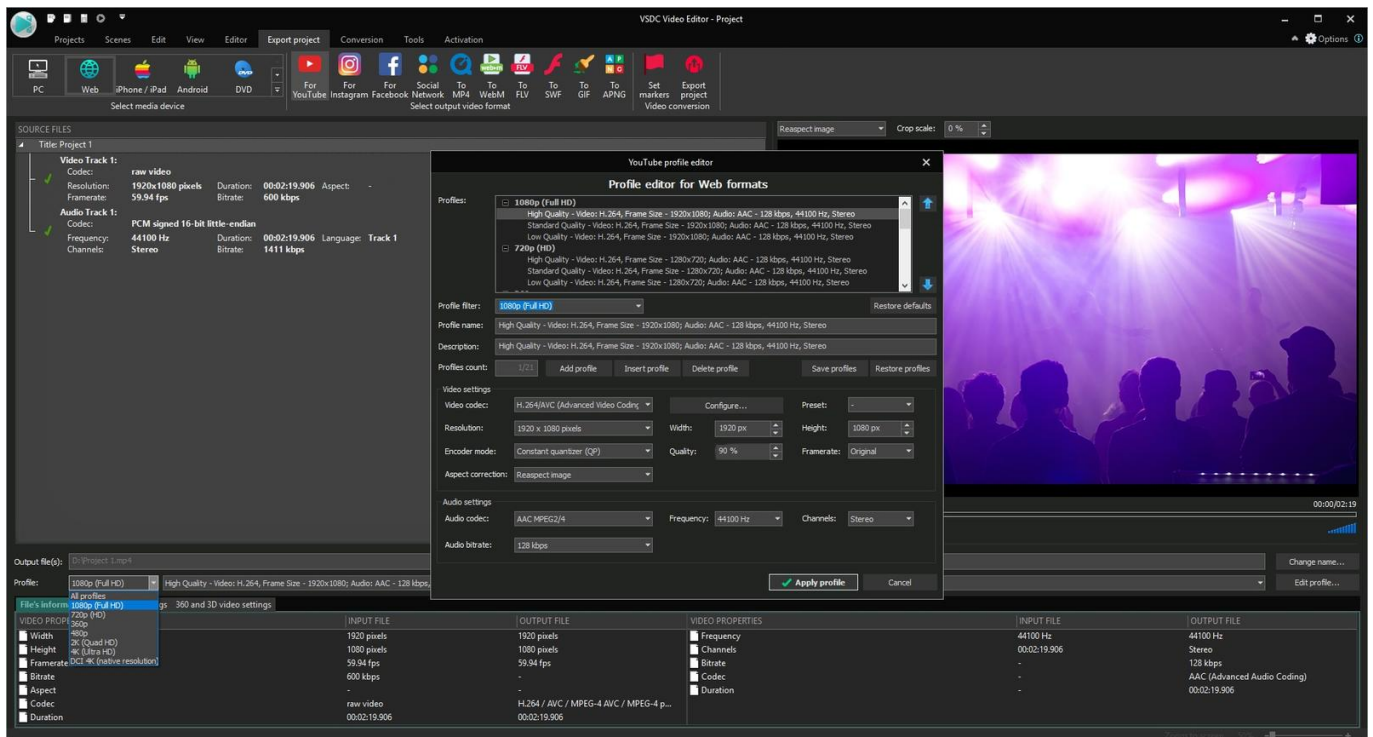 VSDC Video Editor - Project
Projects Scenes Edit View Editor Export project Conversion Tools Activation
Options
PC Web iPhone / iPad Android DVD
Select media device
For YouTube For Instagram For Facebook Social Network To MP4 To WebM To FLV To SWF To GIF To APNG
Select output video format
Set markers Export project
Video conversion
SOURCE FILES
Reaspect image Crop scale: 0 %
Title: Project 1
Video Track 1:
Codec: raw video
Resolution: 1920x1080 pixels Duration: 00:02:19.906 Aspect: -
Framerate: 59.94 fps Bitrate: 600 kbps
Audio Track 1:
Codec: PCM signed 16-bit little-endian
Frequency: 44100 Hz Duration: 00:02:19.906 Language: Track 1
Channels: Stereo Bitrate: 1411 kbps
YouTube profile editor
Profile editor for Web formats
Profiles:
1080p (Full HD)
High Quality - Video: H.264, Frame Size - 1920x1080; Audio: AAC - 128 kbps, 44100 Hz, Stereo
Standard Quality - Video: H.264, Frame Size - 1920x1080; Audio: AAC - 128 kbps, 44100 Hz, Stereo
Low Quality - Video: H.264, Frame Size - 1920x1080; Audio: AAC - 128 kbps, 44100 Hz, Stereo
720p (HD)
High Quality - Video: H.264, Frame Size - 1280x720; Audio: AAC - 128 kbps, 44100 Hz, Stereo
Standard Quality - Video: H.264, Frame Size - 1280x720; Audio: AAC - 128 kbps, 44100 Hz, Stereo
Low Quality - Video: H.264, Frame Size - 1280x720; Audio: AAC - 128 kbps, 44100 Hz, Stereo
Profile filter: 1080p (Full HD) Restore defaults
Profile name: High Quality - Video: H.264, Frame Size - 1920x1080; Audio: AAC - 128 kbps, 44100 Hz, Stereo
Description: High Quality - Video: H.264, Frame Size - 1920x1080; Audio: AAC - 128 kbps, 44100 Hz, Stereo
Profiles count: 1/21 Add profile Insert profile Delete profile Save profiles Restore profiles
Video settings
Video codec: H.264/AVC (Advanced Video Coding Configure... Preset: -
Resolution: 1920 x 1080 pixels Width: 1920 px Height: 1080 px
Encoder mode: Constant quantizer (QP) Quality: 90 % Framerate: Original
Aspect correction: Reaspect image
Audio settings
Audio codec: AAC MPEG2/4 Frequency: 44100 Hz Channels: Stereo
Audio bitrate: 128 kbps
Apply profile Cancel
00:00/02:19
Output file(s): D:\Project 1.mp4 Change name...
Profile: 1080p (Full HD) High Quality - Video: H.264, Frame Size - 1920x1080; Audio: AAC - 128 kbps, Edit profile...
All profiles
1080p (Full HD)
720p (HD)
360p
480p
2K (Quad HD)
4K (Ultra HD)
DCI 4K (native resolution)
File's inform gs 360 and 3D video settings
VIDEO PROPE INPUT FILE OUTPUT FILE VIDEO PROPERTIES INPUT FILE OUTPUT FILE
Width 1920 pixels 1920 pixels Frequency 44100 Hz 44100 Hz
Height 1080 pixels 1080 pixels Channels 00:02:19.906 Stereo
Framerate 59.94 fps 59.94 fps Bitrate - 128 kbps
Bitrate 600 kbps - Codec - AAC (Advanced Audio Coding)
Aspect - - Duration - 00:02:19.906
Codec raw video H.264 / AVC / MPEG-4 AVC / MPEG-4 p...
Duration 00:02:19.906 00:02:19.906